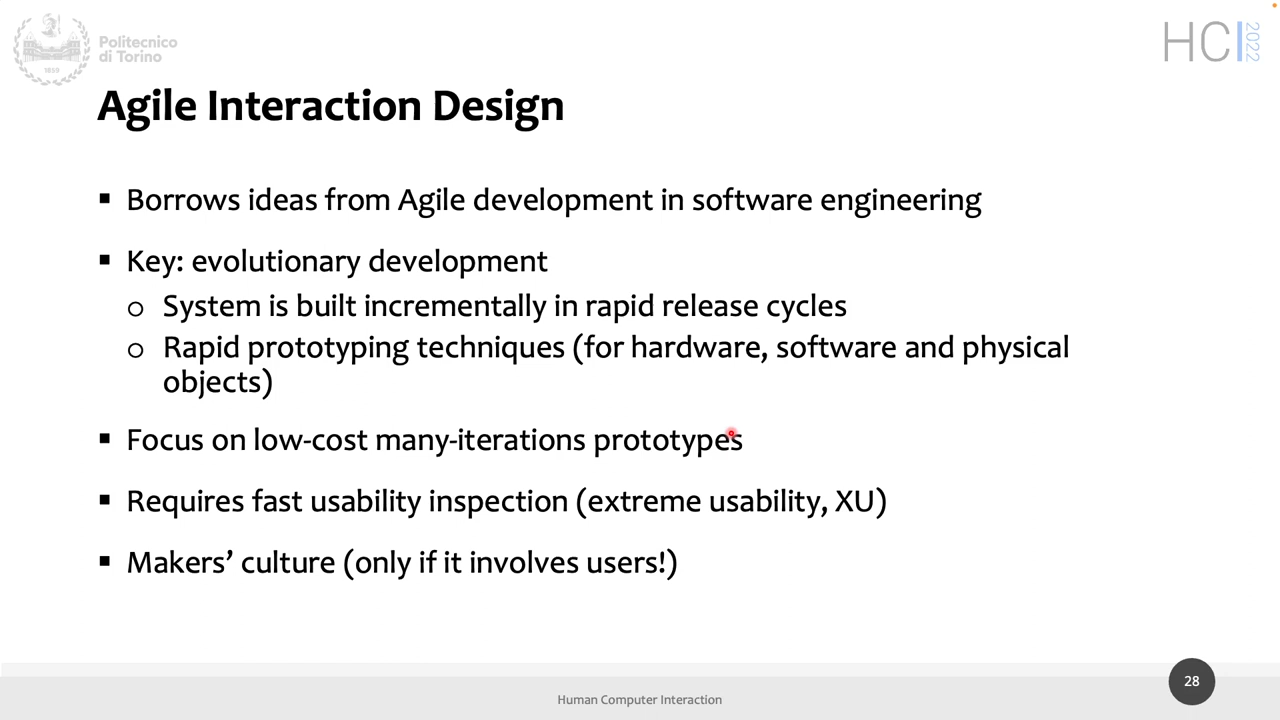 Politecnico
di Torino
1859
HCI 2022
Agile Interaction Design
▪ Borrows ideas from Agile development in software engineering
▪ Key: evolutionary development
o System is built incrementally in rapid release cycles
o Rapid prototyping techniques (for hardware, software and physical
objects)
▪ Focus on low-cost many-iterations prototypes
▪ Requires fast usability inspection (extreme usability, XU)
▪ Makers’ culture (only if it involves users!)
Human Computer Interaction
28